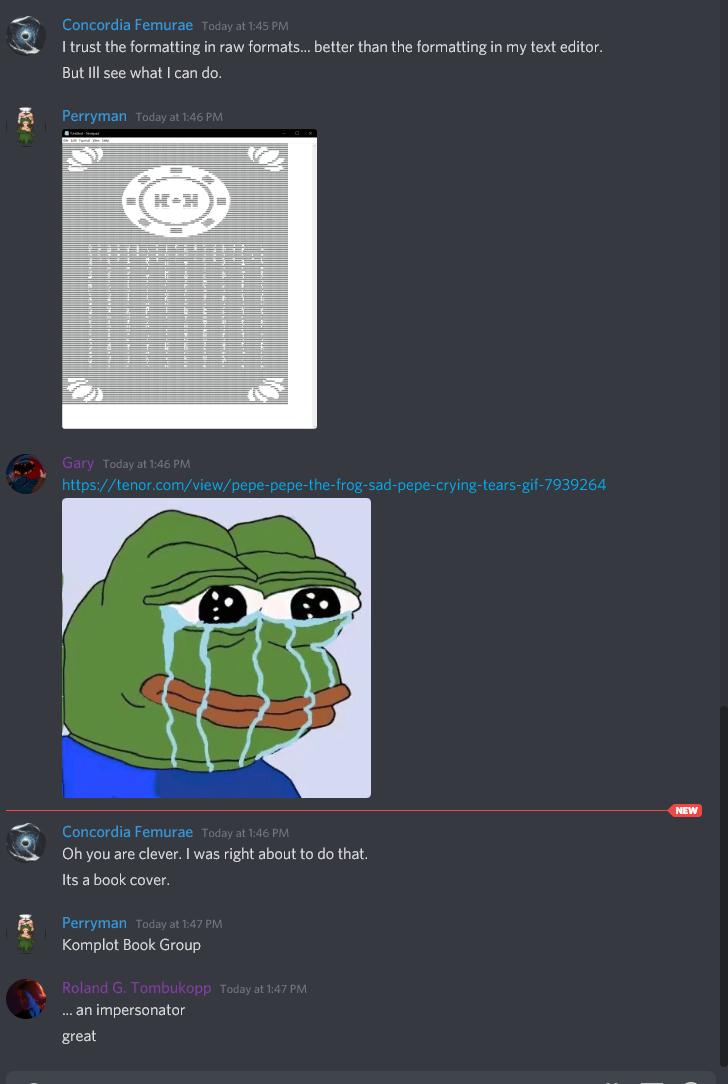 Concordia Femurae Today at 1:45 PM
I trust the formatting in raw formats... better than the formatting in my text editor.
But Ill see what I can do.
Perryman Today at 1:46 PM
Gary Today at 1:46 PM
https://tenor.com/view/pepe-pepe-the-frog-sad-pepe-crying-tears-gif-7939264
NEW
Concordia Femurae Today at 1:46 PM
Oh you are clever. I was right about to do that.
Its a book cover.
Perryman Today at 1:47 PM
Komplot Book Group
Roland G. Tombukopp Today at 1:47 PM
... an impersonator
great